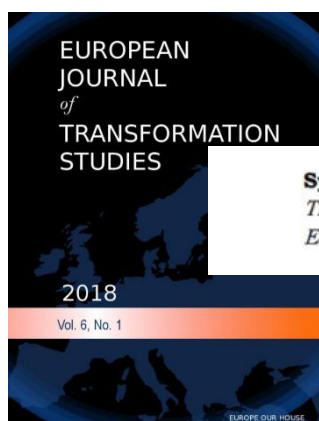 EUROPEAN
JOURNAL
of
TRANSFORMATION
STUDIES
2018
Vol. 6, No. 1
EUROPE OUR HOUSE